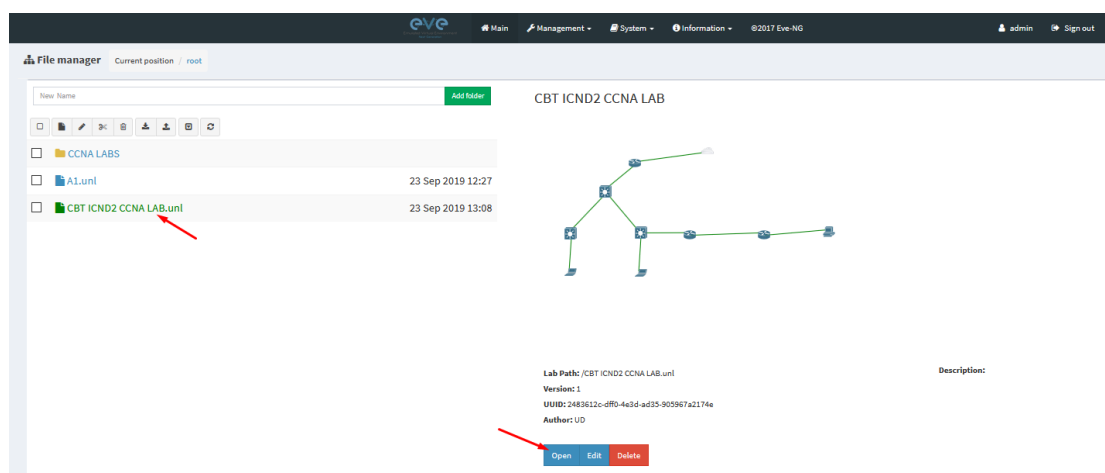 eve
Main
Management
System
Information
©2017 Eve-NG
admin
Sign out
File manager Current position / root
New Name
Add folder
CCNA LABS
A1.unl 23 Sep 2019 12:27
CBT ICND2 CCNA LAB.unl 23 Sep 2019 13:08
CBT ICND2 CCNA LAB
Lab Path: /CBT ICND2 CCNA LAB.unl
Version: 1
UUID: 2483612c-dff0-4e3d-ad35-905967a2174e
Author: UD
Description:
Open
Edit
Delete